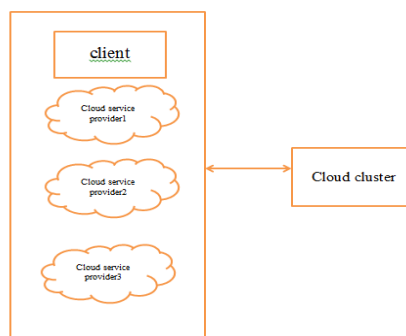 client
Cloud service
provider1
Cloud service
provider2
Cloud cluster
Cloud service
provider3